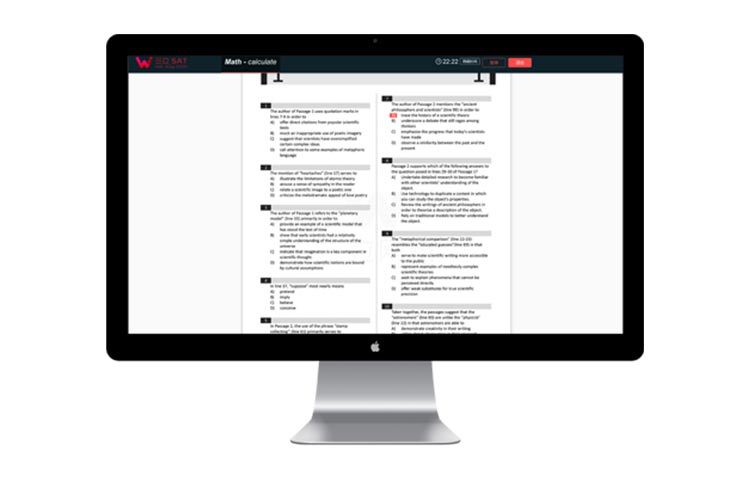 三立 SAT
Math - calculate
22:22
1
The author of Passage 1 uses quotation marks in
lines 7-9 in order to
A) offer direct citations from popular scientific
texts
B) mock an inappropriate use of poetic imagery
C) suggest that scientists have oversimplified
certain complex ideas
D) call attention to some examples of metaphoric
language
2
The mention of "heartaches" (line 17) serves to
A) illustrate the limitations of atomic theory
B) arouse a sense of sympathy in the reader
C) relate a scientific image to a poetic one
D) criticize the melodramatic appeal of love poetry
3
The author of Passage 1 refers to the "planetary
model" (line 35) primarily in order to
A) provide an example of a scientific model that
has stood the test of time
B) show that early scientists had a relatively
simple understanding of the structure of the
universe
C) indicate that imagination is a key component in
scientific thought
D) demonstrate how scientific notions are bound
by cultural assumptions
4
In line 37, "suppose" most nearly means
A) pretend
B) imply
C) believe
D) conceive
5
In Passage 2, the use of the phrase "stamp
collecting" (line 61) primarily serves to
7
The author of Passage 2 mentions the "ancient
philosophers and scientists" (line 88) in order to
A) trace the history of a scientific theory
B) underscore a debate that still rages among
thinkers
C) emphasize the progress that today's scientists
have made
D) observe a similarity between the past and the
present
8
Passage 2 supports which of the following answers to
the question posed in lines 29-30 of Passage 1?
A) Undertake detailed research to become familiar
with other scientists' understanding of the
object.
B) Use technology to duplicate a context in which
you can study the object's properties.
C) Review the writings of ancient philosophers in
order to theorize a description of the object.
D) Rely on traditional models to better understand
the object.
9
The "metaphorical comparison" (line 12-13)
resembles the "educated guesses" (line 89) in that
both
A) serve to make scientific writing more accessible
to the public
B) represent examples of needlessly complex
scientific theories
C) seek to explain phenomena that cannot be
perceived directly
D) offer weak substitutes for true scientific
precision
10
Taken together, the passages suggest that the
"astronomers" (line 80) are unlike the "physicist"
(line 22) in that astronomers are able to
A) demonstrate creativity in their writing